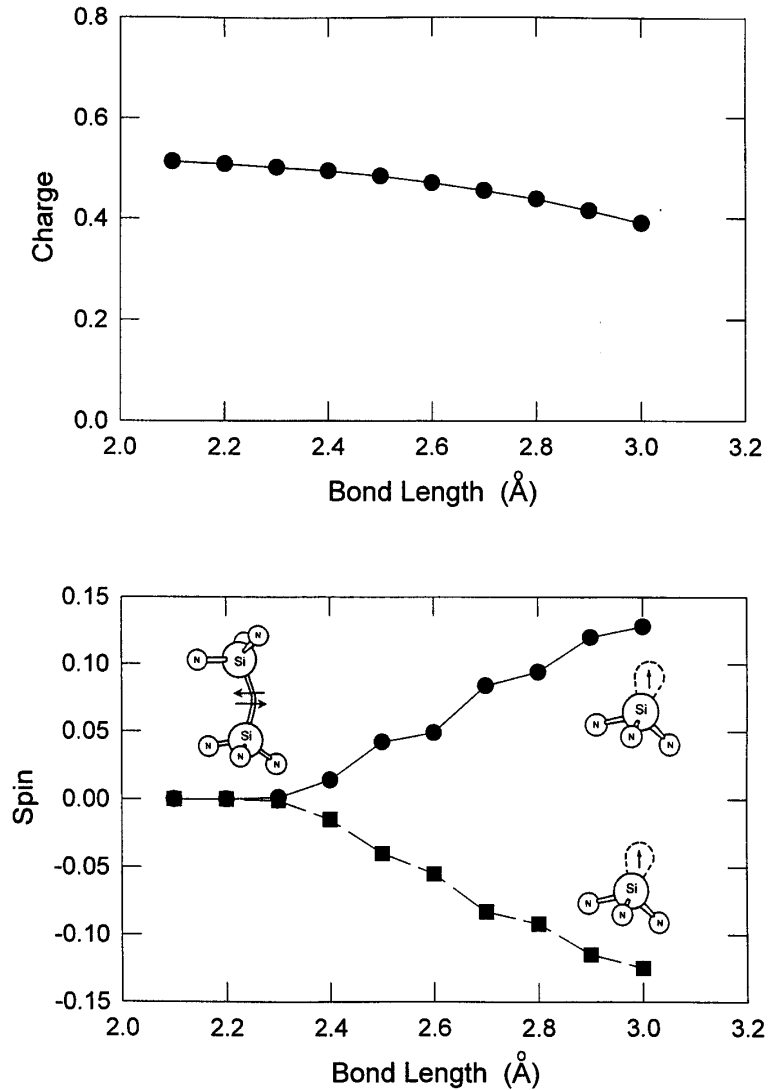 0.8
0.6
0.4
0.2
0.0
Charge
2.0 2.2 2.4 2.6 2.8 3.0 3.2
Bond Length (Å)
0.15
0.10
0.05
0.00
-0.05
-0.10
-0.15
Spin
N
N Si
Si
N N N
Si
N N N
Si
N N N
2.0 2.2 2.4 2.6 2.8 3.0 3.2
Bond Length (Å)